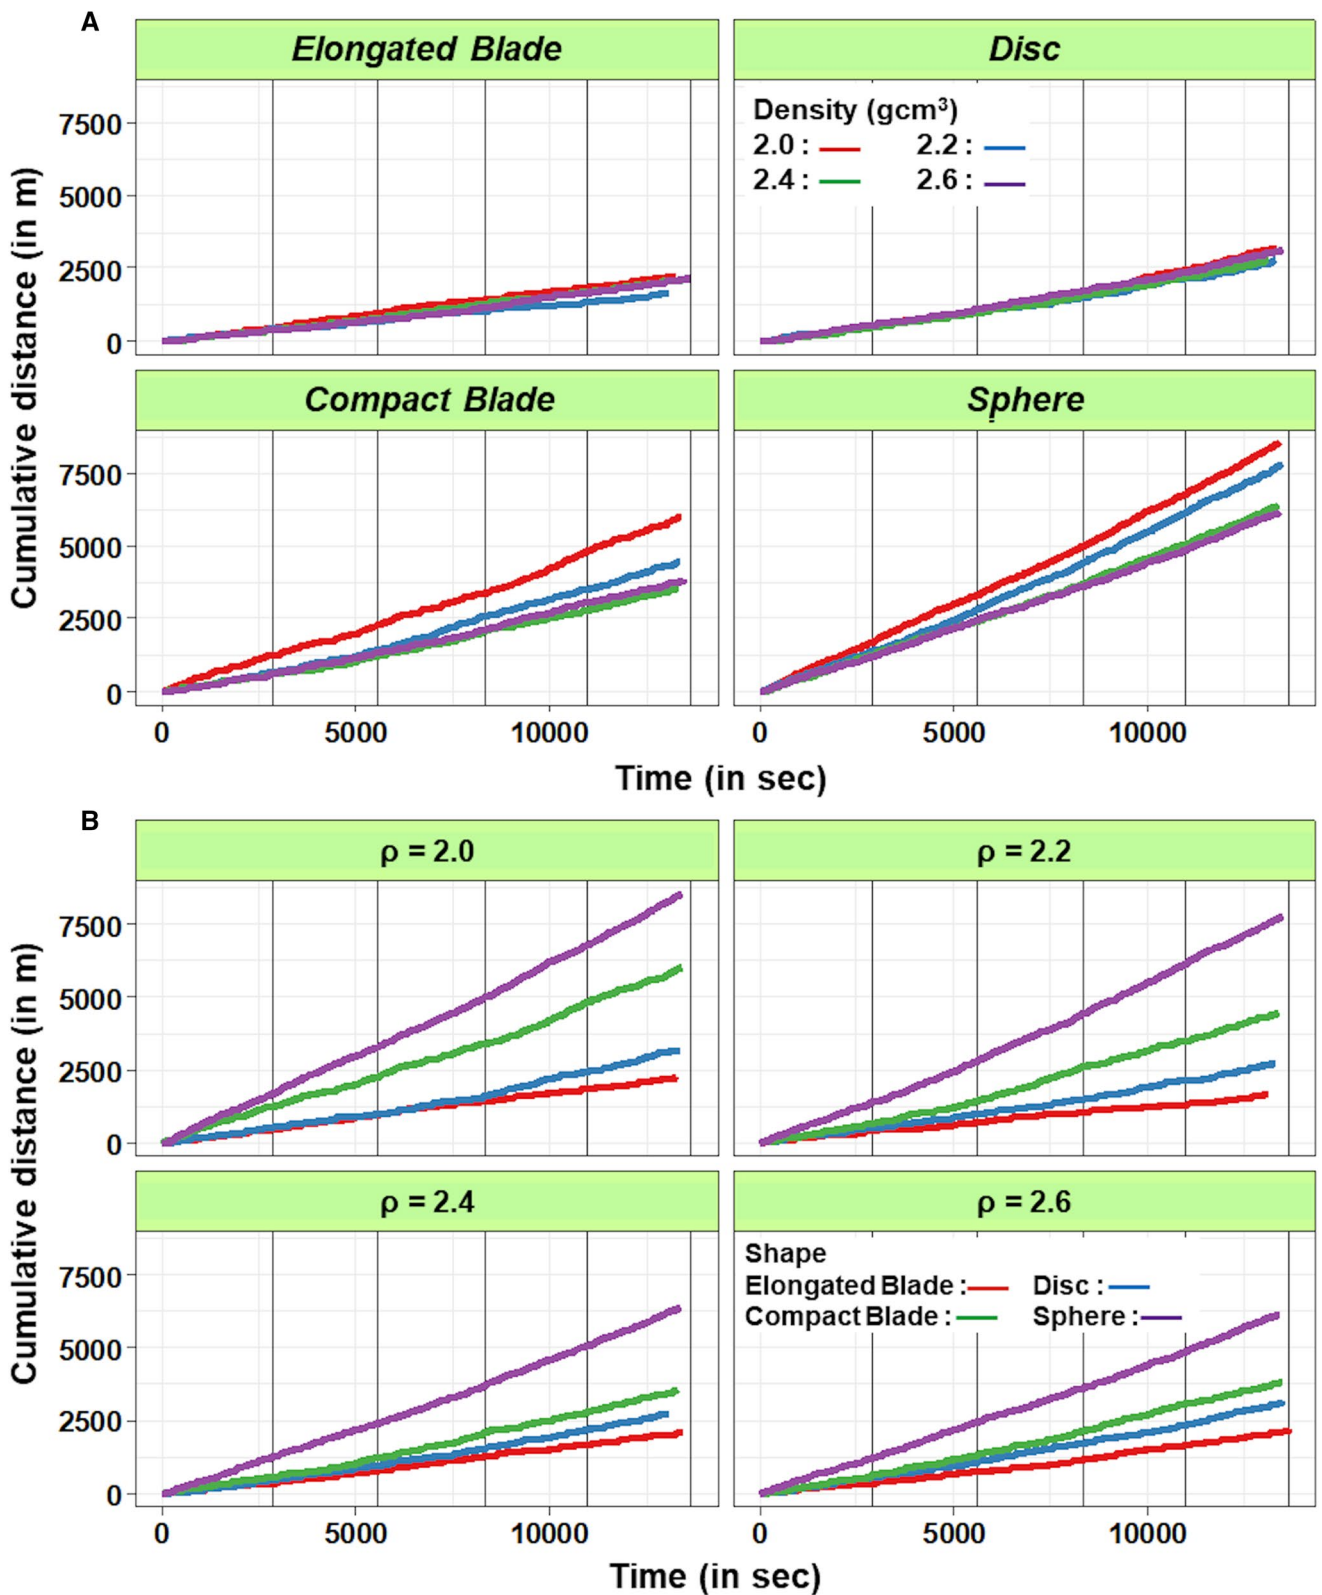 A
Elongated Blade
Disc
Density (gcm³)
2.0 :
2.2 :
2.4 :
2.6 :
7500
5000
2500
0
Compact Blade
Sphere
7500
5000
2500
0
0
5000
10000
0
5000
10000
Cumulative distance (in m)
Time (in sec)
B
ρ = 2.0
ρ = 2.2
7500
5000
2500
0
ρ = 2.4
ρ = 2.6
Shape
Elongated Blade :
Disc :
Compact Blade :
Sphere :
7500
5000
2500
0
0
5000
10000
0
5000
10000
Cumulative distance (in m)
Time (in sec)